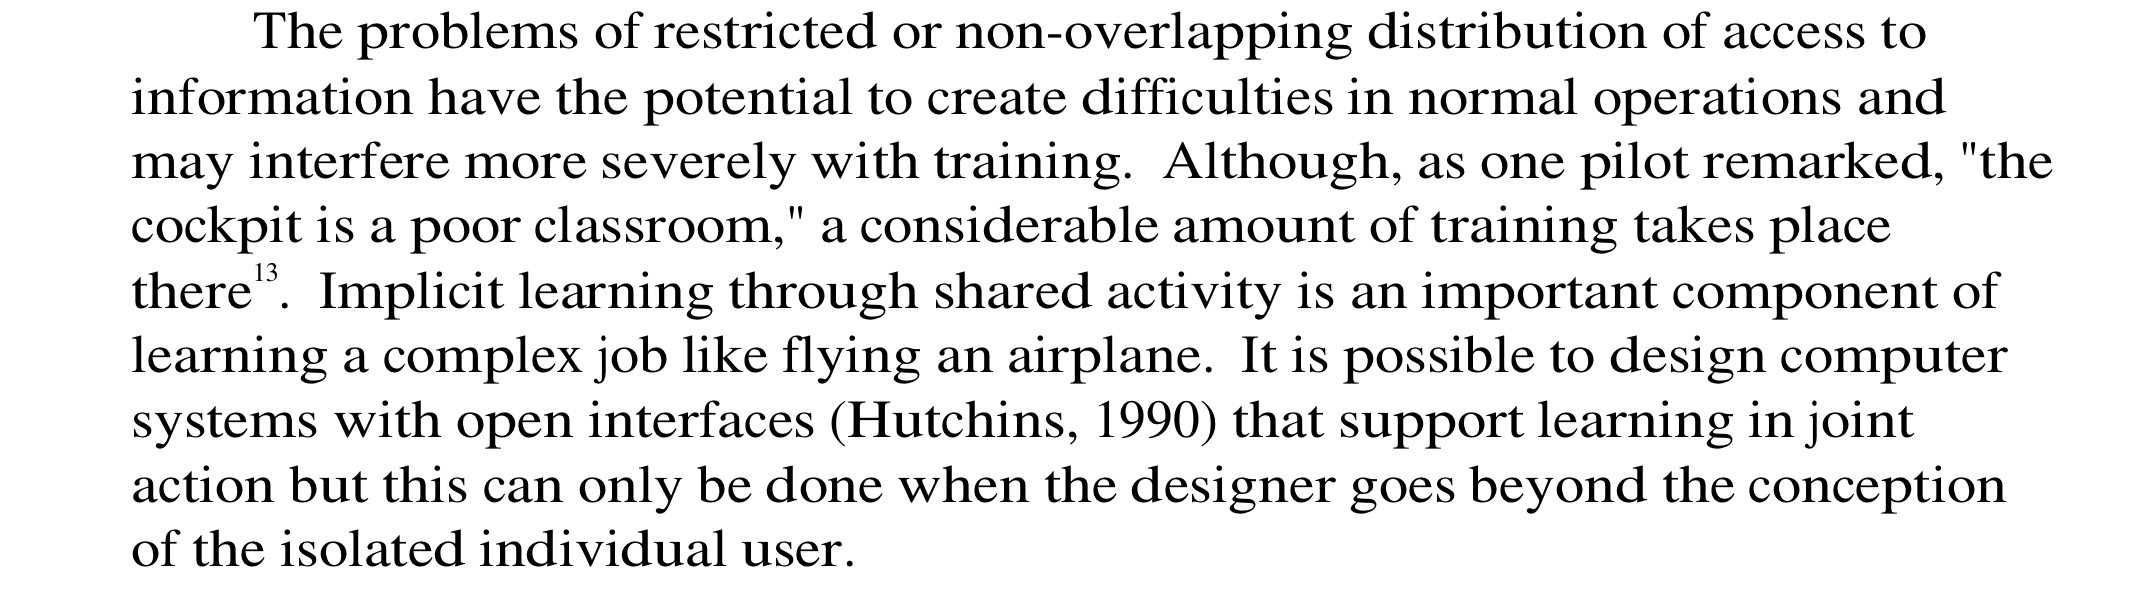 The problems of restricted or non-overlapping distribution of access to
information have the potential to create difficulties in normal operations and
may interfere more severely with training.  Although, as one pilot remarked, "the
cockpit is a poor classroom," a considerable amount of training takes place
there13.  Implicit learning through shared activity is an important component of
learning a complex job like flying an airplane.  It is possible to design computer
systems with open interfaces (Hutchins, 1990) that support learning in joint
action but this can only be done when the designer goes beyond the conception
of the isolated individual user.